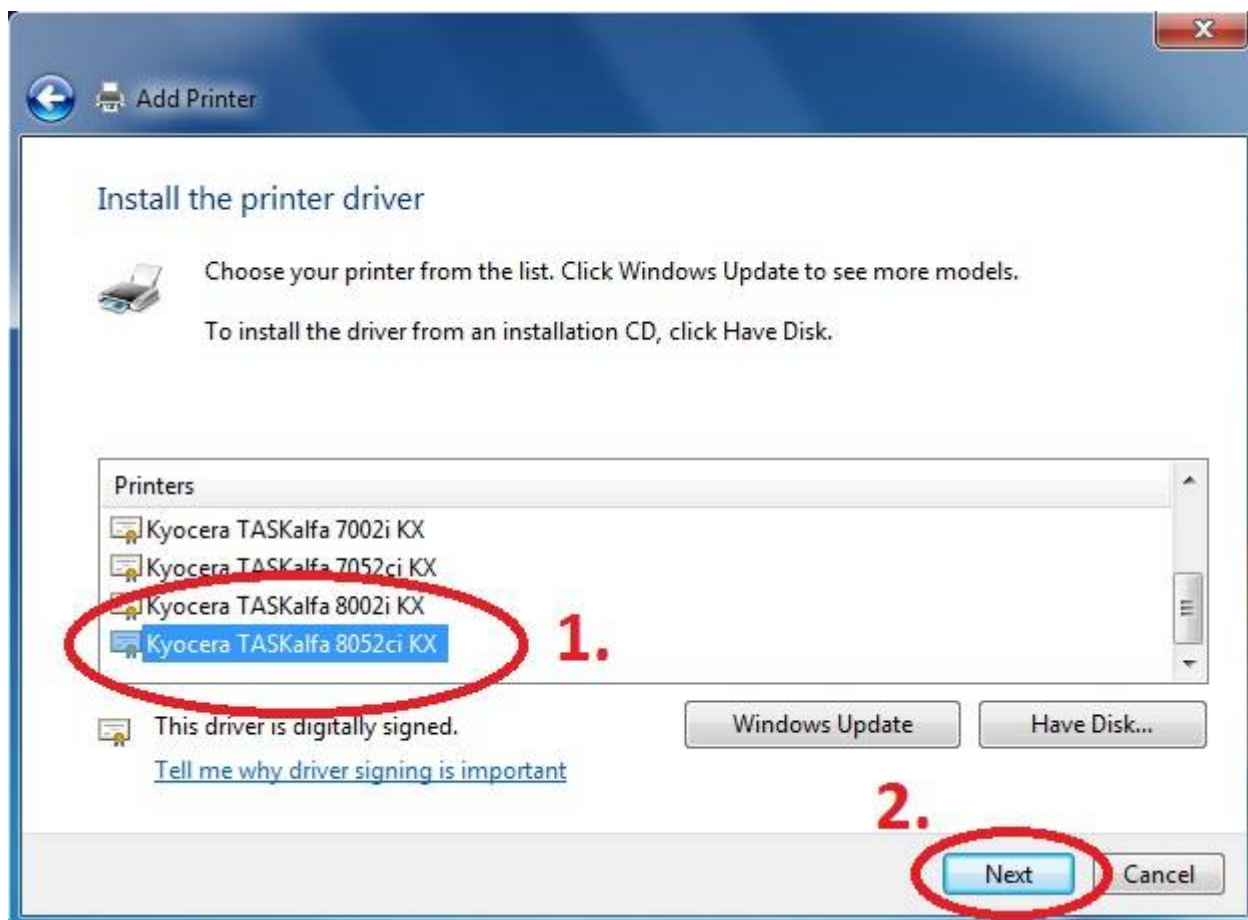 X
Add Printer
Install the printer driver
Choose your printer from the list. Click Windows Update to see more models.
To install the driver from an installation CD, click Have Disk.
Printers
Kyocera TASKalfa 7002i KX
Kyocera TASKalfa 7052ci KX
Kyocera TASKalfa 8002i KX
Kyocera TASKalfa 8052ci KX
1.
This driver is digitally signed.
Windows Update
Have Disk...
Tell me why driver signing is important
2.
Next
Cancel